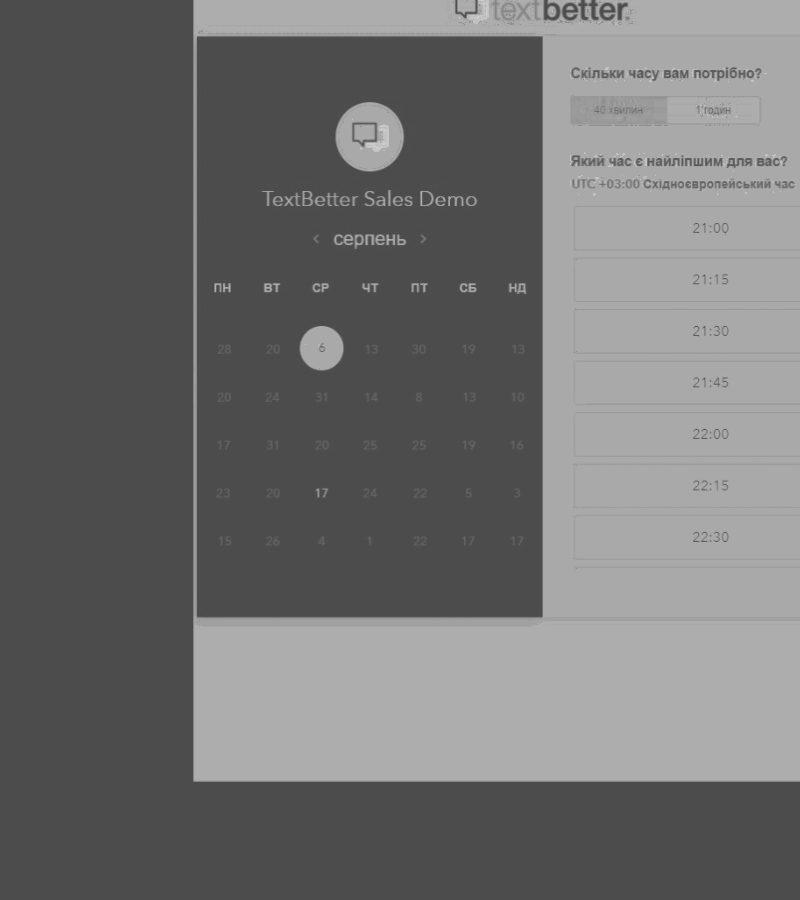 textbetter.
TextBetter Sales Demo
‹ серпень ›
ПН ВТ СР ЧТ ПТ СБ НД
28 20 6 13 30 19 13
20 24 31 14 8 13 10
17 31 20 25 25 19 16
23 20 17 24 22 5 3
15 26 4 1 22 17 17
Скільки часу вам потрібно?
40 хвилин 1 годин
Який час є найліпшим для вас?
UTC +03:00 Східноєвропейський час
21:00
21:15
21:30
21:45
22:00
22:15
22:30